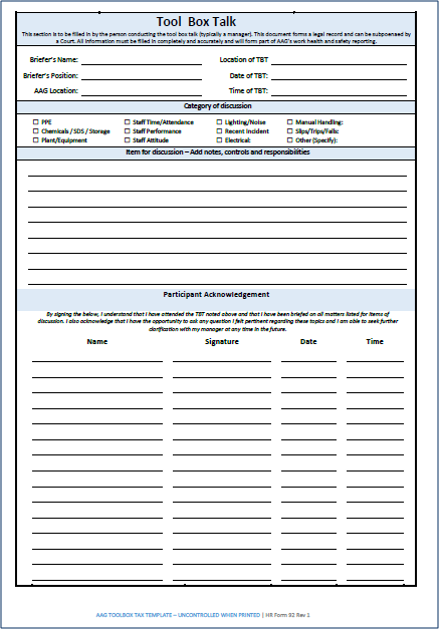 Tool Box Talk
This section is to be filled in by the person conducting the tool box talk (typically a manager). This document forms a legal record and can be subpoenaed by
a Court. All information must be filled in completely and accurately and will form part of AAG's work health and safety reporting.
Briefer's Name: Location of TBT
Briefer's Position: Date of TBT:
AAG Location: Time of TBT:
Category of discussion
☐ PPE ☐ Staff Time/Attendance ☐ Lighting/Noise ☐ Manual Handling:
☐ Chemicals / SDS / Storage ☐ Staff Performance ☐ Recent Incident ☐ Slips/Trips/Falls:
☐ Plant/Equipment ☐ Staff Attitude ☐ Electrical: ☐ Other (Specify):
Item for discussion – Add notes, controls and responsibilities
Participant Acknowledgement
By signing the below, I understand that I have attended the TBT noted above and that I have been briefed on all matters listed for items of
discussion. I also acknowledge that I have the opportunity to ask any question I felt pertinent regarding these topics and I am able to seek further
clarification with my manager at any time in the future.
Name Signature Date Time
AAG TOOLBOX TAX TEMPLATE – UNCONTROLLED WHEN PRINTED | HR Form 92 Rev 1